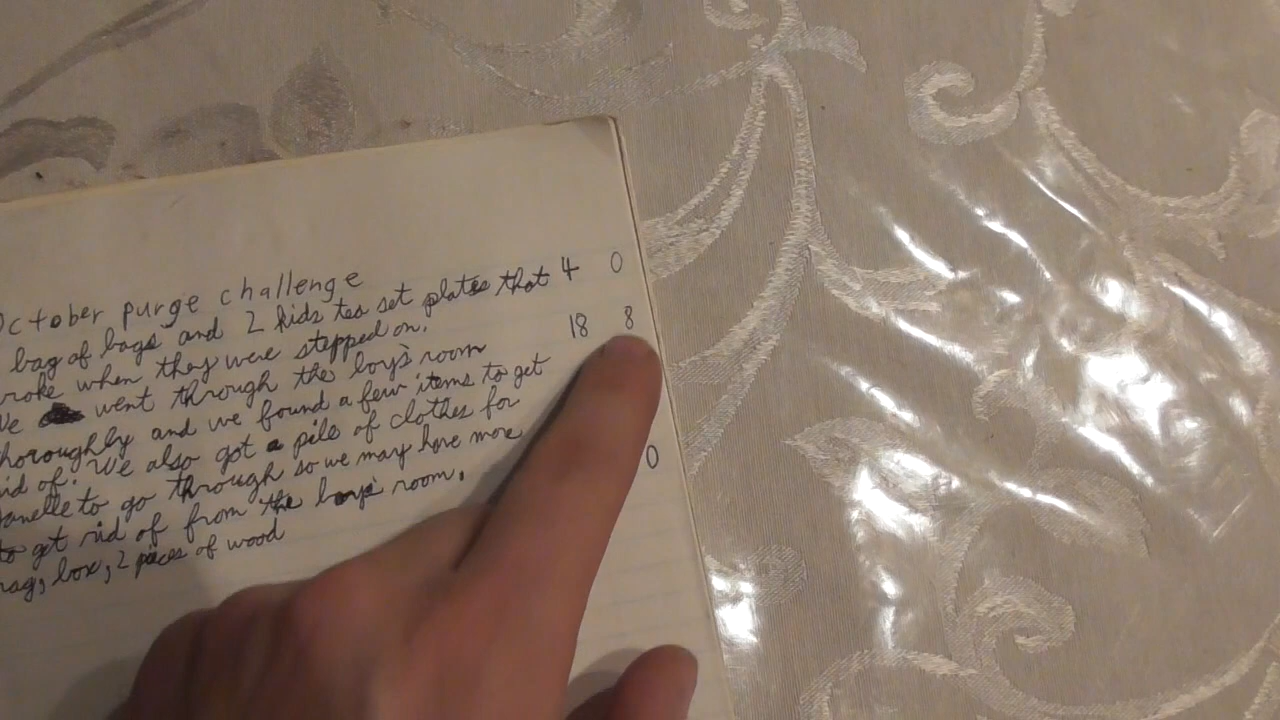 October purge challenge
bag of bags and 2 kids tea set plates that 4 0
roke when they were stepped on.
We went through the boy's room 18 8
horoughly and we found a few items to get
id of. We also got a pile of clothes for
anelle to go through so we may have more
to get rid of from the boys room. 0
ag, box, 2 pieces of wood